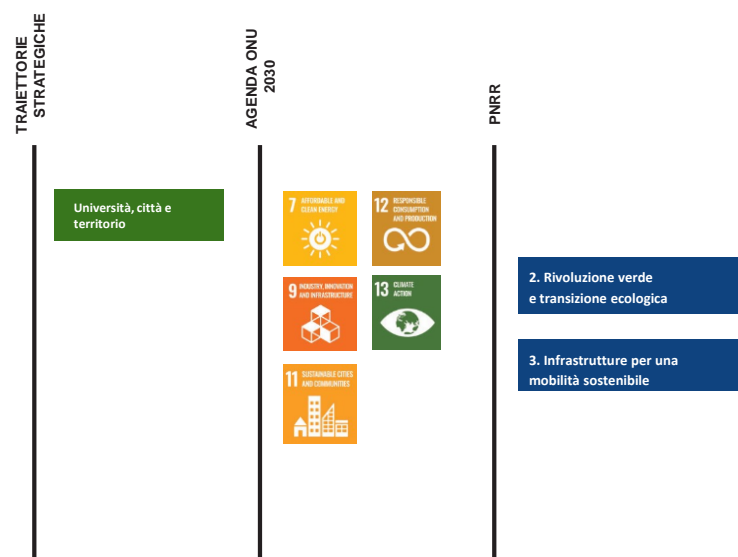 TRAIETTORIE
STRATEGICHE
AGENDA ONU
2030
PNRR
Università, città e
territorio
7 AFFORDABLE AND
CLEAN ENERGY
12 RESPONSIBLE
CONSUMPTION
AND PRODUCTION
9 INDUSTRY, INNOVATION
AND INFRASTRUCTURE
13 CLIMATE
ACTION
11 SUSTAINABLE CITIES
AND COMMUNITIES
2. Rivoluzione verde
e transizione ecologica
3. Infrastrutture per una
mobilità sostenibile